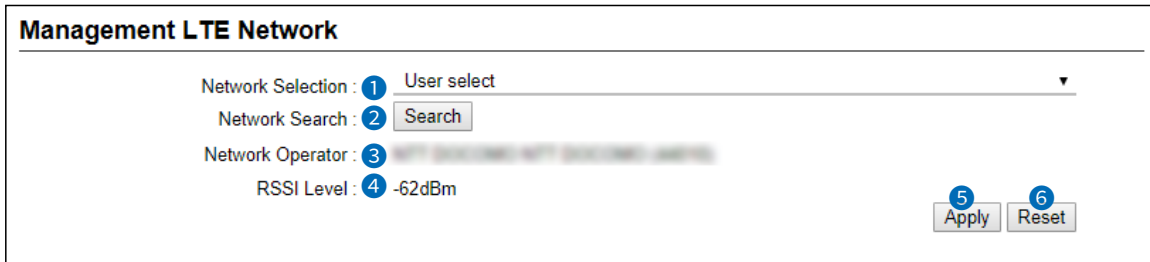 Management LTE Network
Network Selection : 1 User select ▼
Network Search : 2 Search
Network Operator : 3
RSSI Level : 4 -62dBm
5 6
Apply Reset